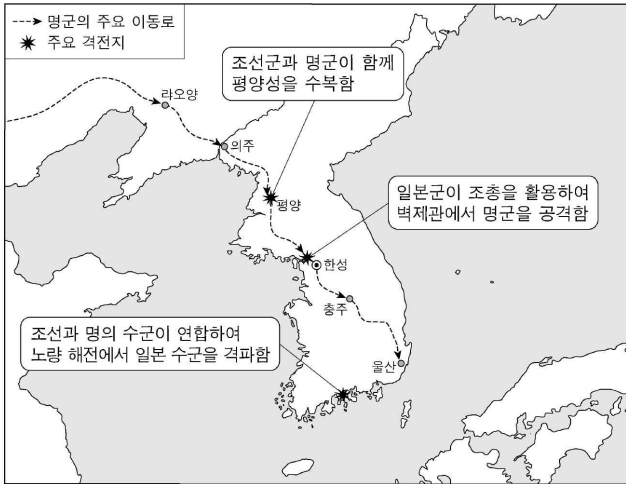 명군의 주요 이동로
주요 격전지
조선군과 명군이 함께
평양성을 수복함
랴오양
의주
평양
일본군이 조총을 활용하여
벽제관에서 명군을 공격함
한성
충주
조선과 명의 수군이 연합하여
노량 해전에서 일본 수군을 격파함
울산